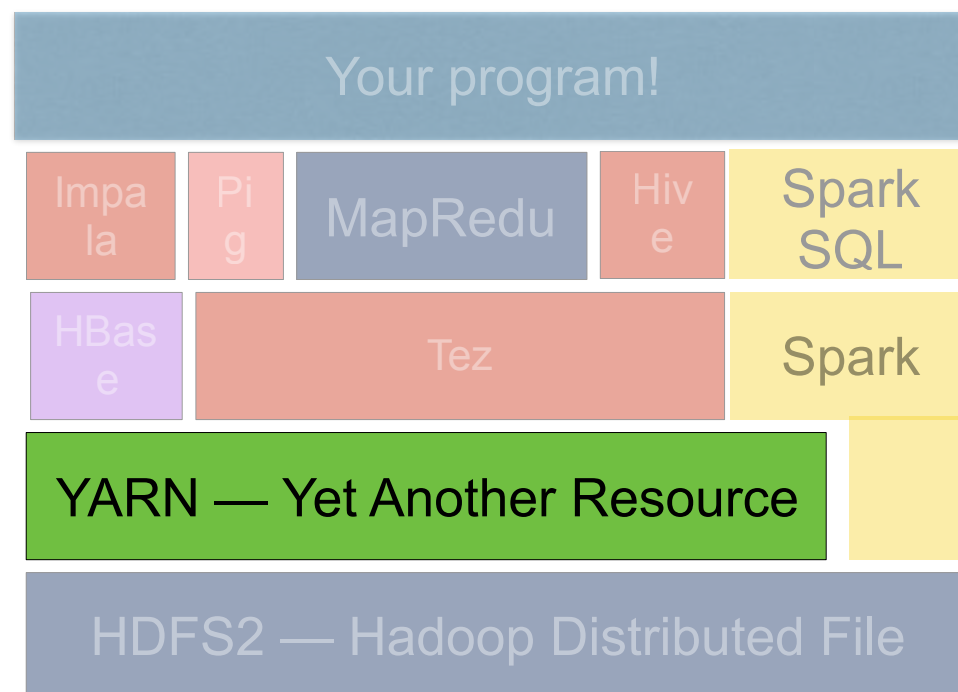 Your program!
Impa
la
Pi
g
MapRedu
Hiv
e
Spark
SQL
HBas
e
Tez
Spark
YARN — Yet Another Resource
HDFS2 — Hadoop Distributed File